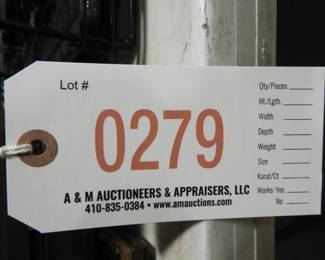 Lot #
0279
A & M AUCTIONEERS & APPRAISERS, LLC
410-835-0384 • www.amauctions.com
Qty/Pieces
Ht./Lgth.
Width
Depth
Weight
Size
Karat/Ct
Works: Yes
No